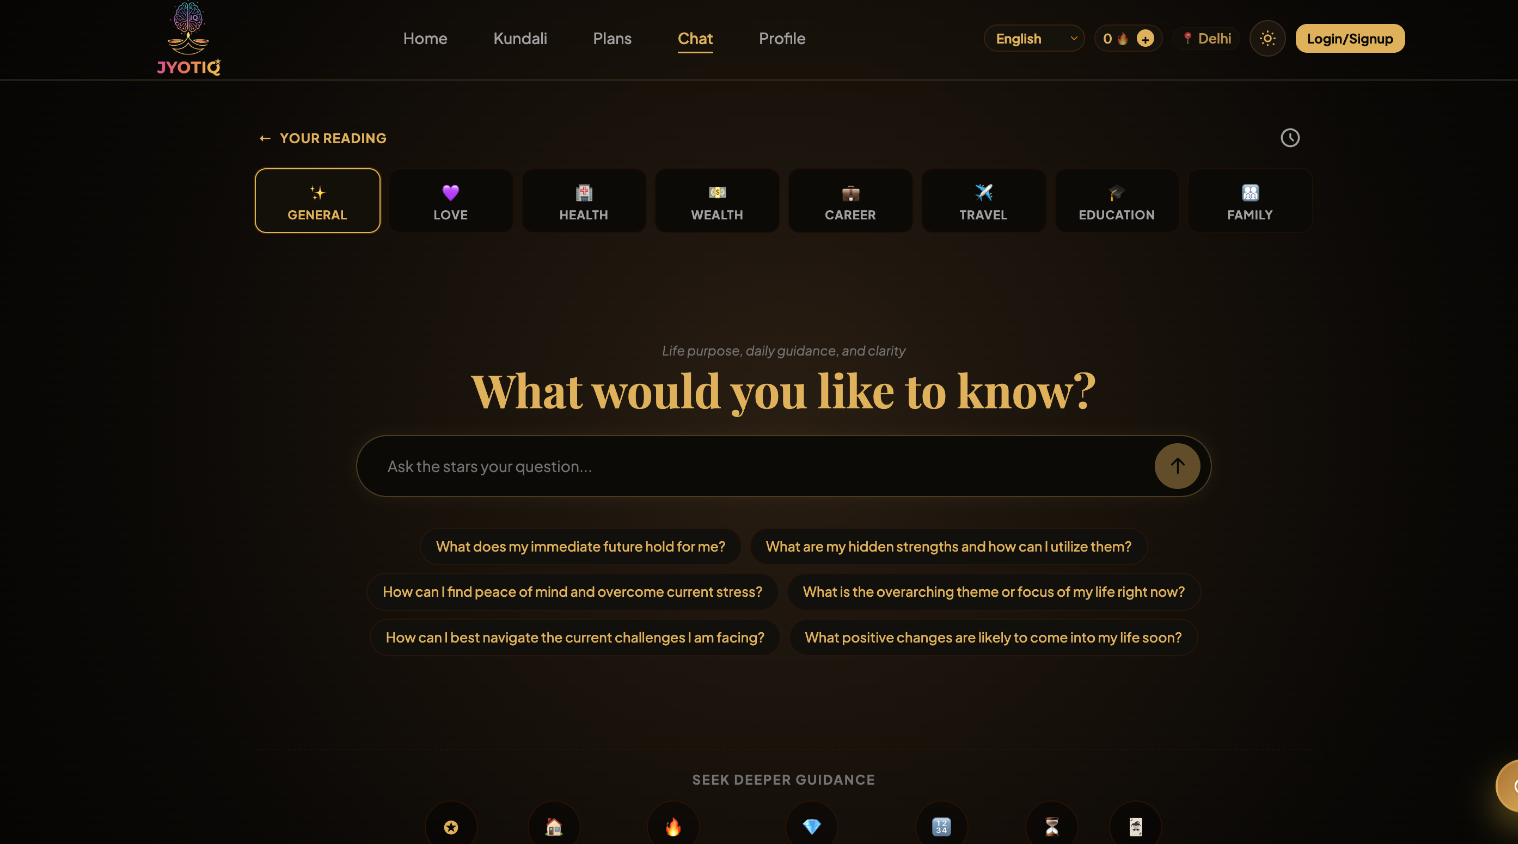 JYOTIQ
Home Kundali Plans Chat Profile
English 0 Delhi Login/Signup
← YOUR READING
GENERAL LOVE HEALTH WEALTH CAREER TRAVEL EDUCATION FAMILY
Life purpose, daily guidance, and clarity
What would you like to know?
Ask the stars your question...
What does my immediate future hold for me? What are my hidden strengths and how can I utilize them?
How can I find peace of mind and overcome current stress? What is the overarching theme or focus of my life right now?
How can I best navigate the current challenges I am facing? What positive changes are likely to come into my life soon?
SEEK DEEPER GUIDANCE